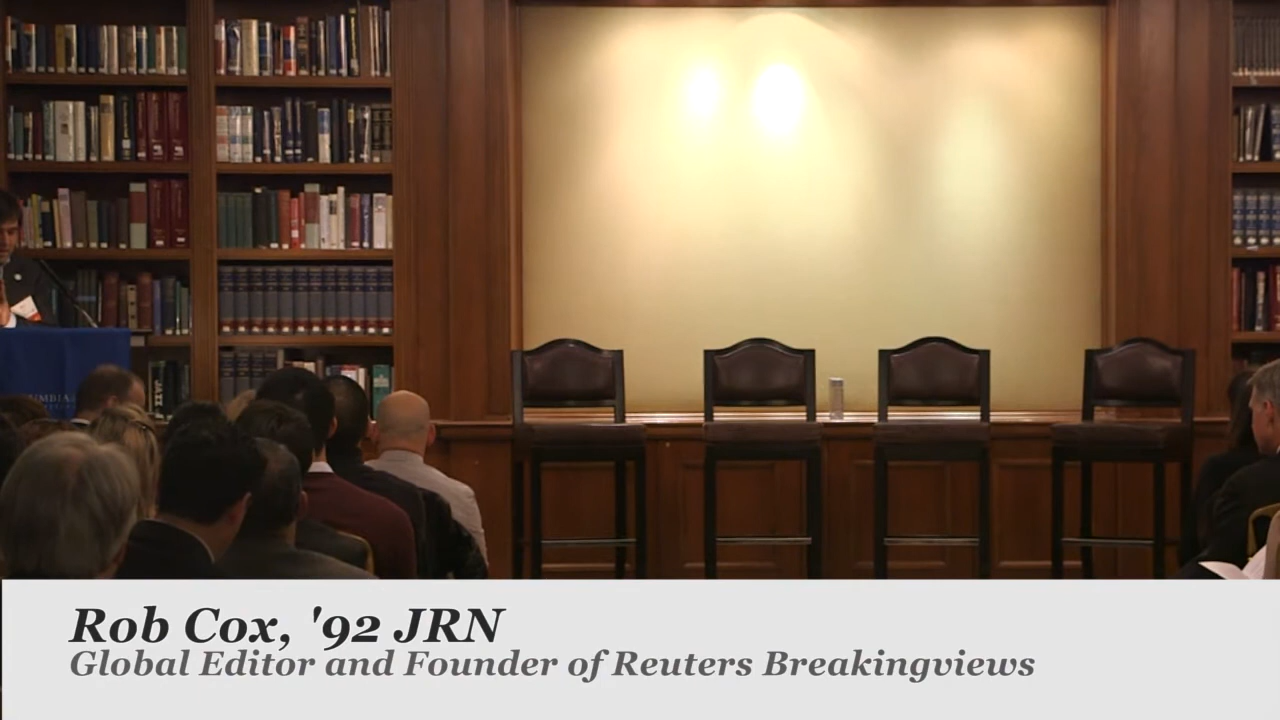 Rob Cox, '92 JRN
Global Editor and Founder of Reuters Breakingviews